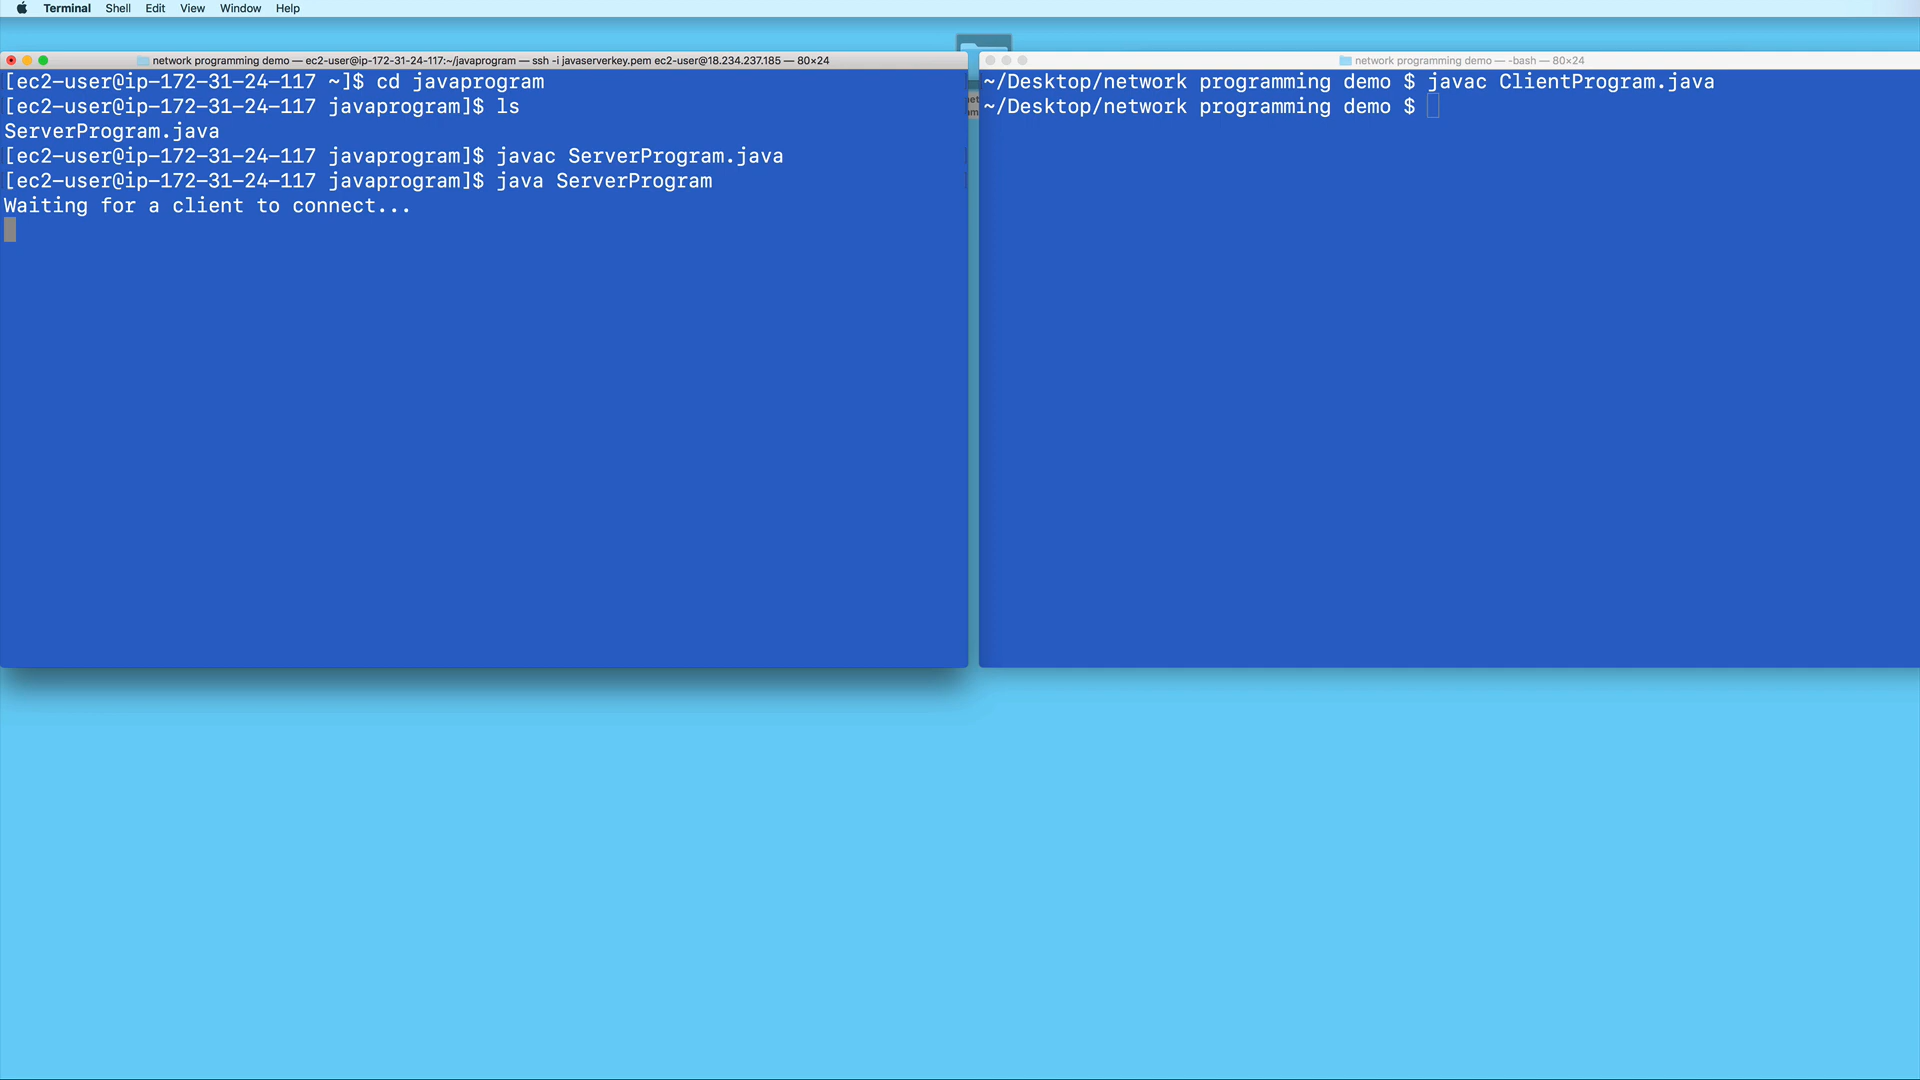 Terminal Shell Edit View Window Help
network programming demo — ec2-user@ip-172-31-24-117:~/javaprogram — ssh -i javaserverkey.pem ec2-user@18.234.237.185 — 80×24
[ec2-user@ip-172-31-24-117 ~]$ cd javaprogram
[ec2-user@ip-172-31-24-117 javaprogram]$ ls
ServerProgram.java
[ec2-user@ip-172-31-24-117 javaprogram]$ javac ServerProgram.java
[ec2-user@ip-172-31-24-117 javaprogram]$ java ServerProgram
Waiting for a client to connect...
network programming demo — -bash — 80×24
~/Desktop/network programming demo $ javac ClientProgram.java
~/Desktop/network programming demo $